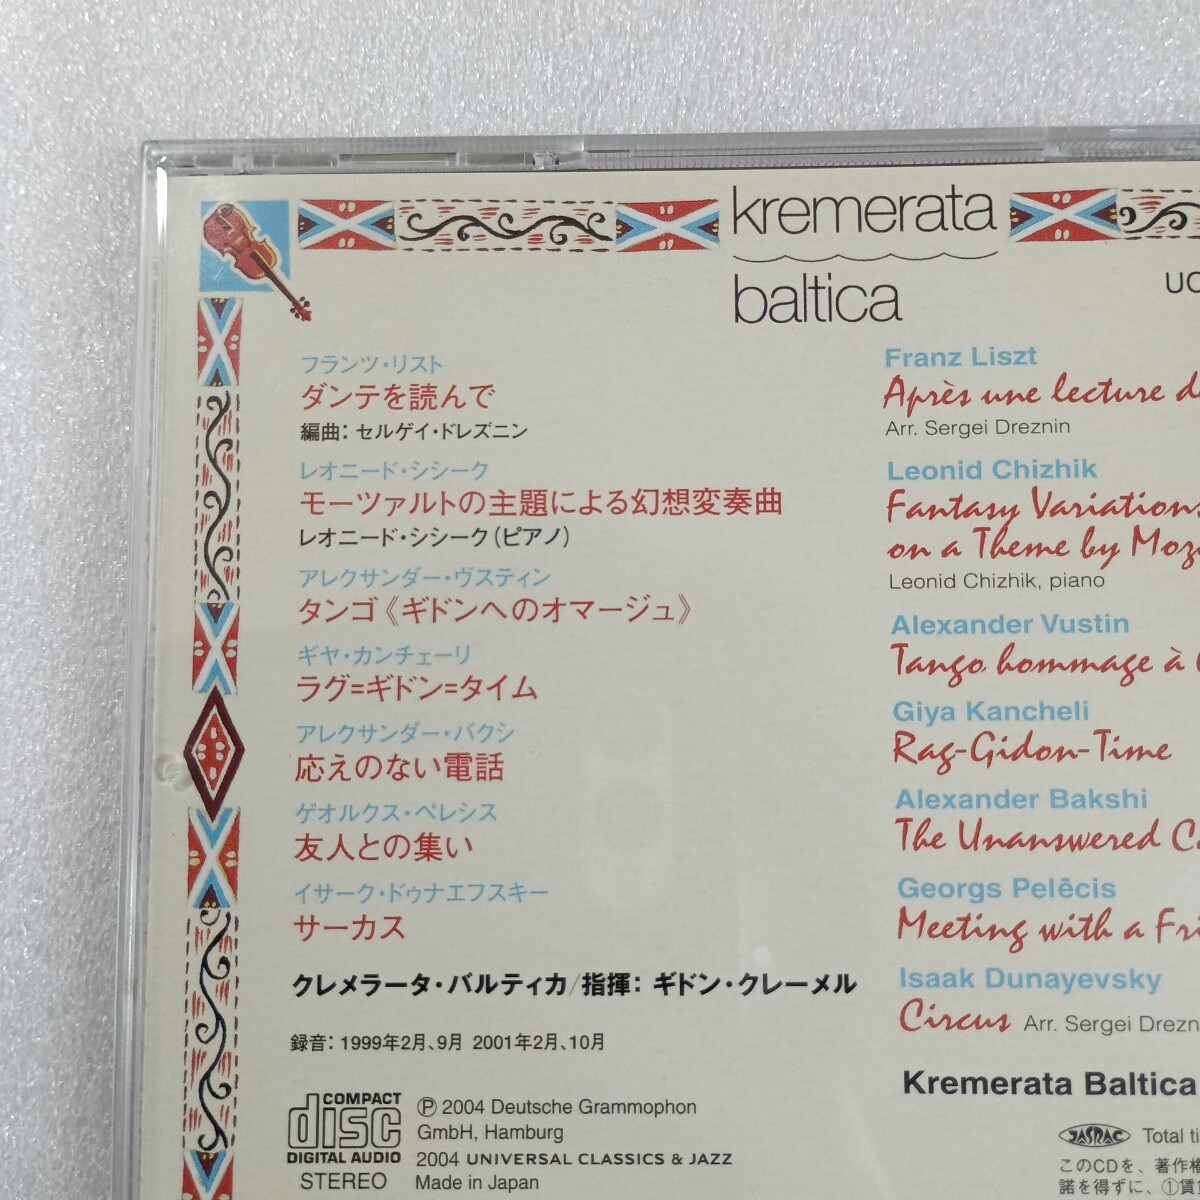 kremerata
baltica
UC
フランツ・リスト
ダンテを読んで
編曲: セルゲイ・ドレズニン
レオニード・シシーク
モーツァルトの主題による幻想変奏曲
レオニード・シシーク(ピアノ)
アレクサンダー・ヴスティン
タンゴ《ギドンへのオマージュ》
ギヤ・カンチェーリ
ラグ=ギドン=タイム
アレクサンダー・バクシ
応えのない電話
ゲオルクス・ペレシス
友人との集い
イサーク・ドゥナエフスキー
サーカス
クレメラータ・バルティカ/指揮: ギドン・クレーメル
録音: 1999年2月、9月 2001年2月、10月
COMPACT
disc
DIGITAL AUDIO
STEREO
Ⓟ 2004 Deutsche Grammophon
GmbH, Hamburg
2004 UNIVERSAL CLASSICS & JAZZ
Made in Japan
Franz Liszt
Après une lecture de
Arr. Sergei Dreznin
Leonid Chizhik
Fantasy Variations
on a Theme by Moz
Leonid Chizhik, piano
Alexander Vustin
Tango hommage à
Giya Kancheli
Rag-Gidon-Time
Alexander Bakshi
The Unanswered Ca
Georgs Pelēcis
Meeting with a Fri
Isaak Dunayevsky
Circus Arr. Sergei Drezn
Kremerata Baltica
JASRAC Total ti
このCDを、著作権
諾を得ずに、①賃